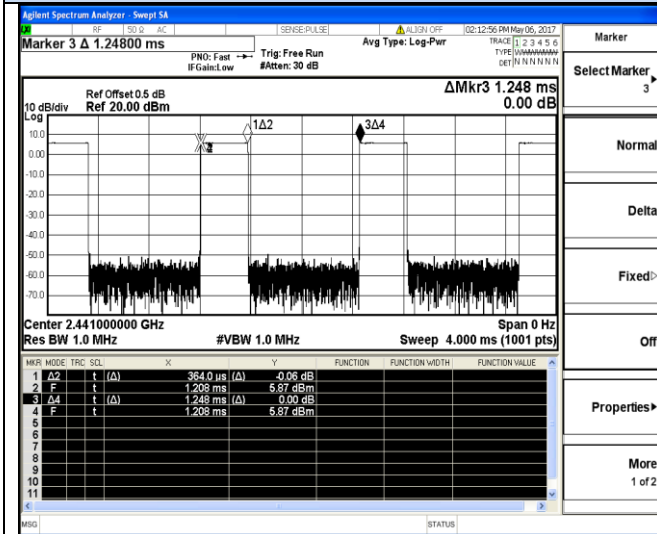 Agilent Spectrum Analyzer - Swept SA
RF 50 Ω AC SENSE:PULSE ALIGN OFF 02:12:56 PM May 06, 2017
Marker 3 Δ 1.24800 ms
PNO: Fast Trig: Free Run Avg Type: Log-Pwr TRACE 1 2 3 4 5 6
IFGain:Low #Atten: 30 dB TYPE WWWWWW
DET N N N N N N
Marker
Select Marker
3
Normal
Delta
Fixed
Off
Properties
More
1 of 2
ΔMkr3 1.248 ms
0.00 dB
Ref Offset 0.5 dB
10 dB/div Ref 20.00 dBm
Log
10.0
0.00
-10.0
-20.0
-30.0
-40.0
-50.0
-60.0
-70.0
1Δ2
3Δ4
Center 2.441000000 GHz Span 0 Hz
Res BW 1.0 MHz #VBW 1.0 MHz Sweep 4.000 ms (1001 pts)
MKR MODE TRC SCL X Y FUNCTION FUNCTION WIDTH FUNCTION VALUE
1 Δ2 t (Δ) 364.0 µs (Δ) -0.06 dB
2 F t 1.208 ms 5.87 dBm
3 Δ4 t (Δ) 1.248 ms (Δ) 0.00 dB
4 F t 1.208 ms 5.87 dBm
5
6
7
8
9
10
11
MSG STATUS